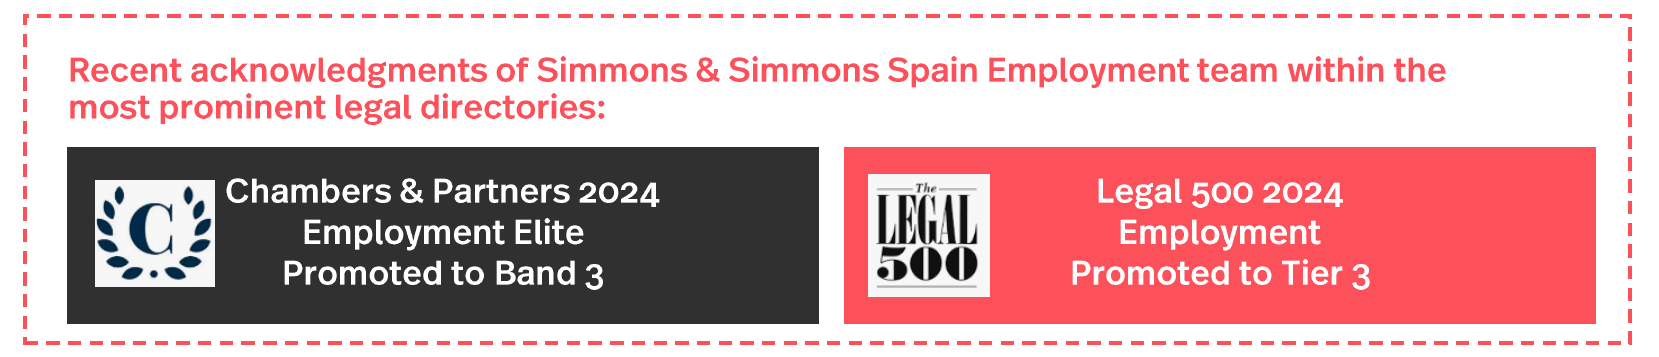 Recent acknowledgments of Simmons & Simmons Spain Employment team within the
most prominent legal directories:
C
Chambers & Partners 2024
Employment Elite
Promoted to Band 3
The
LEGAL
500
Legal 500 2024
Employment
Promoted to Tier 3